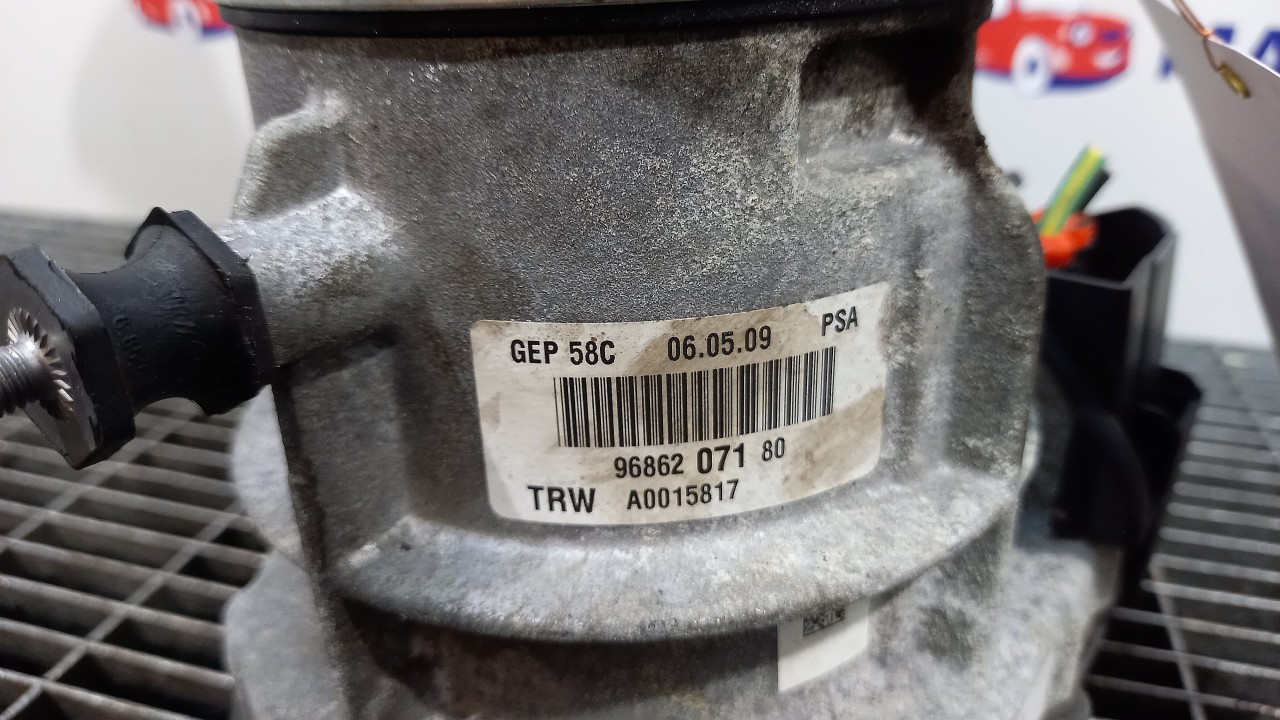 GEP 58C 06.05.09 PSA
96862 071 80
TRW A0015817